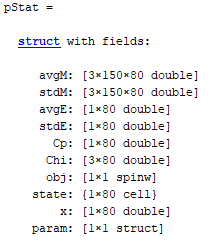 pStat =
struct with fields:
avgM: [3×150×80 double]
stdM: [3×150×80 double]
avgE: [1×80 double]
stdE: [1×80 double]
Cp: [1×80 double]
Chi: [3×80 double]
obj: [1×1 spinw]
state: {1×80 cell}
x: [1×80 double]
param: [1×1 struct]